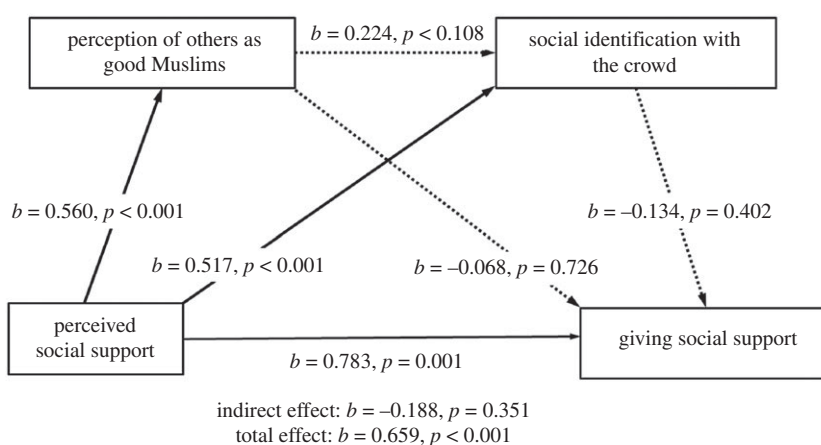 perception of others as
good Muslims
b = 0.224, p < 0.108
social identification with
the crowd
b = 0.560, p < 0.001
b = –0.134, p = 0.402
b = 0.517, p < 0.001
b = –0.068, p = 0.726
perceived
social support
b = 0.783, p = 0.001
giving social support
indirect effect: b = –0.188, p = 0.351
total effect: b = 0.659, p < 0.001